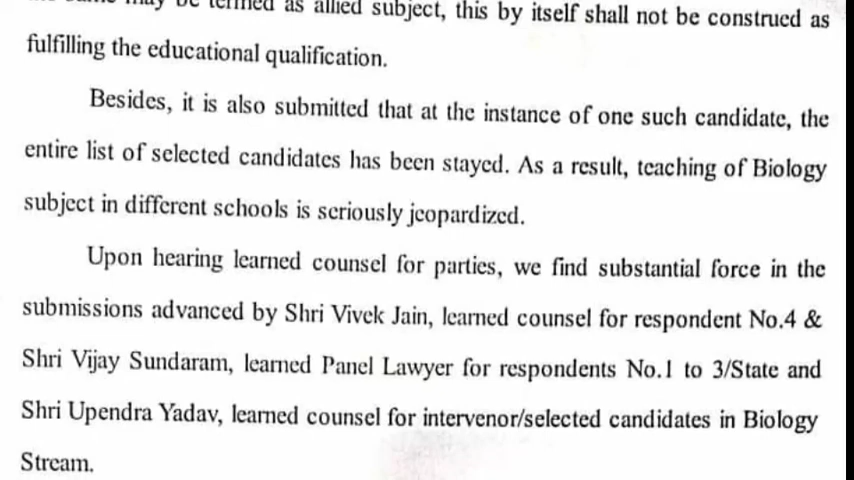 may be termed as allied subject, this by itself shall not be construed as
fulfilling the educational qualification.
Besides, it is also submitted that at the instance of one such candidate, the
entire list of selected candidates has been stayed. As a result, teaching of Biology
subject in different schools is seriously jeopardized.
Upon hearing learned counsel for parties, we find substantial force in the
submissions advanced by Shri Vivek Jain, learned counsel for respondent No.4 &
Shri Vijay Sundaram, learned Panel Lawyer for respondents No.1 to 3/State and
Shri Upendra Yadav, learned counsel for intervenor/selected candidates in Biology
Stream.